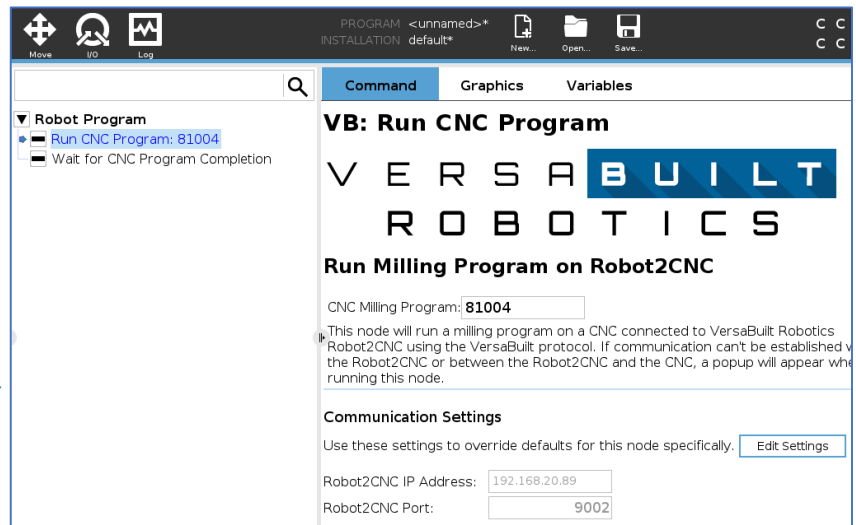 PROGRAM <unnamed>*
INSTALLATION default*
Move
I/O
Log
New...
Open...
Save...
C C
C C
Command Graphics Variables
Robot Program
Run CNC Program: 81004
Wait for CNC Program Completion
VB: Run CNC Program
VERSABUILT
ROBOTICS
Run Milling Program on Robot2CNC
CNC Milling Program: 81004
This node will run a milling program on a CNC connected to VersaBuilt Robotics
Robot2CNC using the VersaBuilt protocol. If communication can't be established
the Robot2CNC or between the Robot2CNC and the CNC, a popup will appear
running this node.
Communication Settings
Use these settings to override defaults for this node specifically. Edit Settings
Robot2CNC IP Address: 192.168.20.89
Robot2CNC Port: 9002